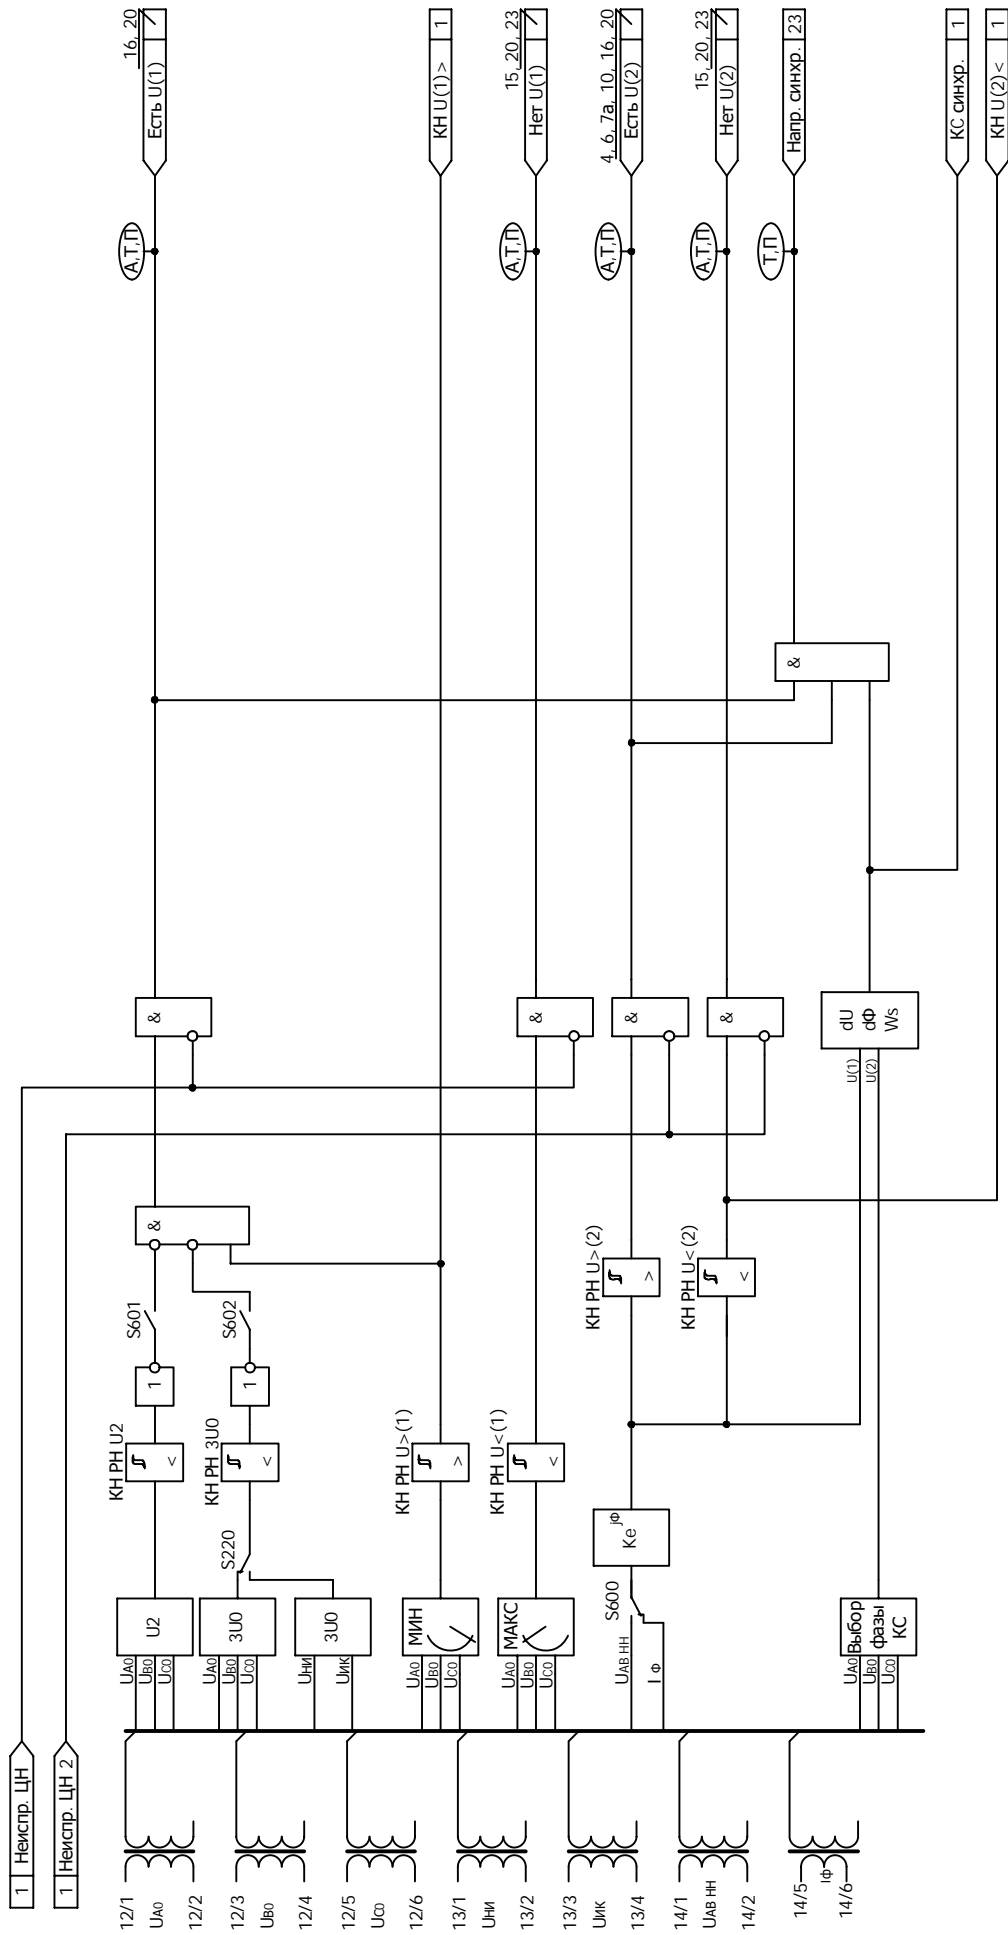 1 Неиспр. ЦН
1 Неиспр. ЦН 2
12/1
UA0
12/2
12/3
UB0
12/4
12/5
UC0
12/6
13/1
UНИ
13/2
13/3
UИК
13/4
14/1
UAB НН
14/2
14/5
IФ
14/6
UA0
UB0
UC0
U2
КН РН U2
<
1
S601
&
&
А,Т,П
Есть U(1)
16, 20
UA0
UB0
UC0
3U0
S220
КН РН 3U0
<
1
S602
UНИ
UИК
3U0
UA0
UB0
UC0
МИН
КН РН U>(1)
>
КН U(1) > 1
UA0
UB0
UC0
МАКС
КН РН U<(1)
<
&
А,Т,П
Нет U(1)
15, 20, 23
UAB НН
I Ф
S600
Ke jФ
КН РН U>(2)
>
&
А,Т,П
Есть U(2)
4, 6, 7а, 10, 16, 20
КН РН U<(2)
<
&
А,Т,П
Нет U(2)
15, 20, 23
&
Т,П
Напр. синхр. 23
UA0
UB0
UC0
Выбор
фазы
КС
U(1)
U(2)
dU
dФ
Ws
КС синхр. 1
КН U(2) < 1